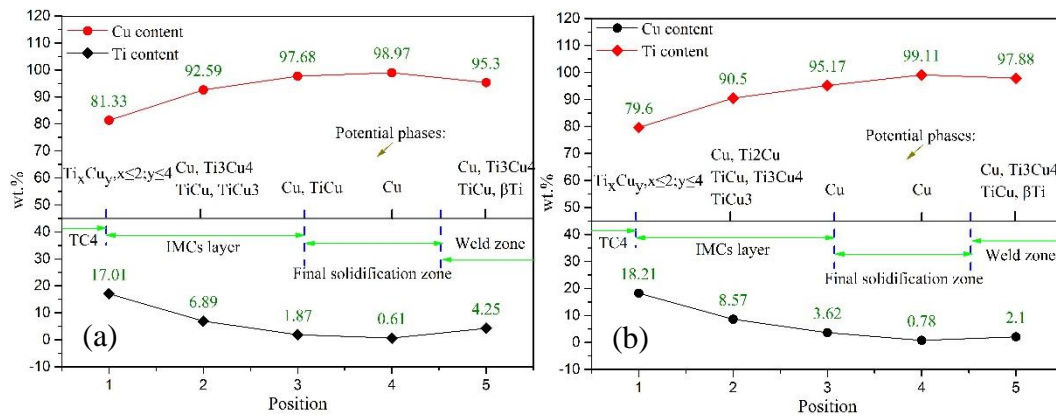 120
110
100
90
80
70
60
50
40
30
20
10
0
-10
wt.%
Cu content
Ti content
81.33
92.59
97.68
98.97
95.3
Potential phases:
TixCuy,x≤2;y≤4
Cu, Ti3Cu4
TiCu, TiCu3
Cu, TiCu
Cu
Cu, Ti3Cu4
TiCu, βTi
TC4
IMCs layer
Final solidification zone
Weld zone
17.01
6.89
1.87
0.61
4.25
(a)
1 2 3 4 5
Position
120
110
100
90
80
70
60
50
40
30
20
10
0
-10
wt.%
Cu content
Ti content
79.6
90.5
95.17
99.11
97.88
Potential phases:
TixCuy,x≤2;y≤4
Cu, Ti2Cu
TiCu, Ti3Cu4
TiCu3
Cu
Cu
Cu, Ti3Cu4
TiCu, βTi
TC4
IMCs layer
Final solidification zone
Weld zone
18.21
8.57
3.62
0.78
2.1
(b)
1 2 3 4 5
Position